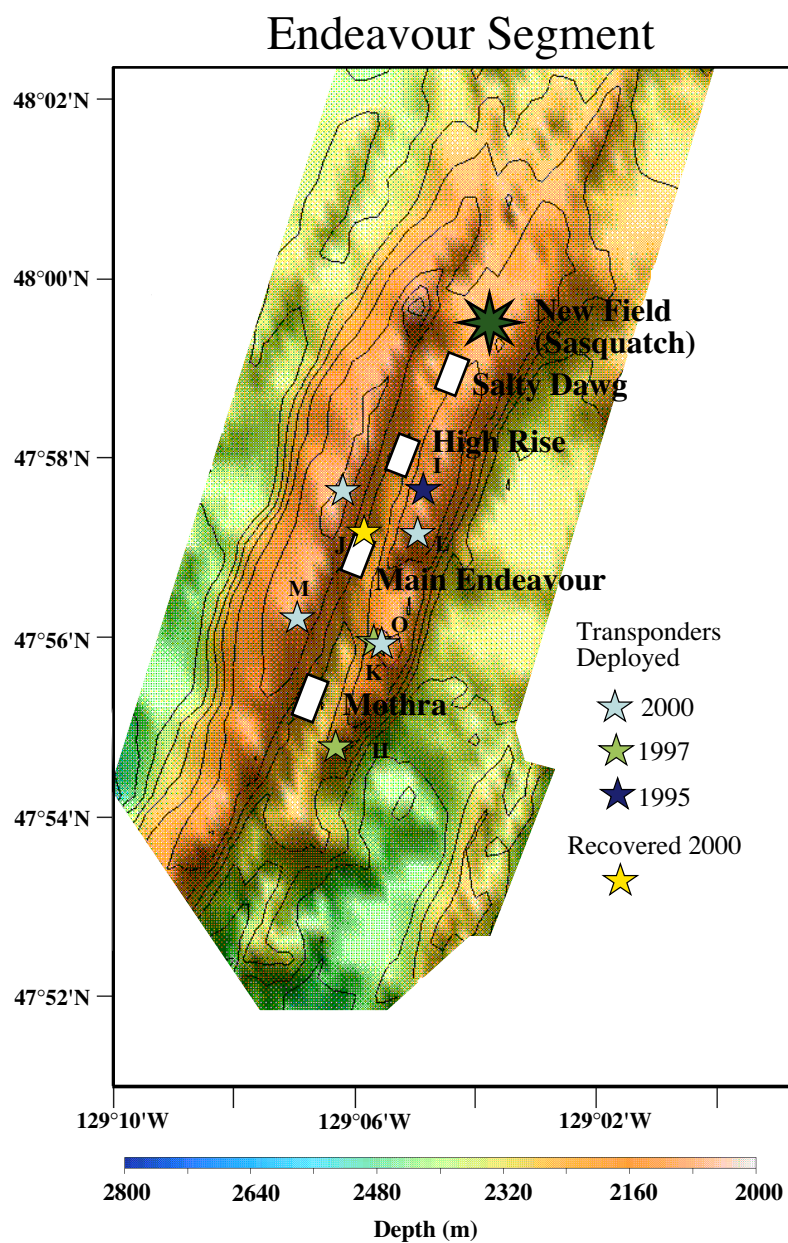 Endeavour Segment
48°02'N
48°00'N
New Field
(Sasquatch)
Salty Dawg
47°58'N
High Rise
I
J
L
Main Endeavour
M
47°56'N
O
K
Transponders
Deployed
Mothra
2000
H
1997
1995
47°54'N
Recovered 2000
47°52'N
129°10'W
129°06'W
129°02'W
2800
2640
2480
2320
2160
2000
Depth (m)